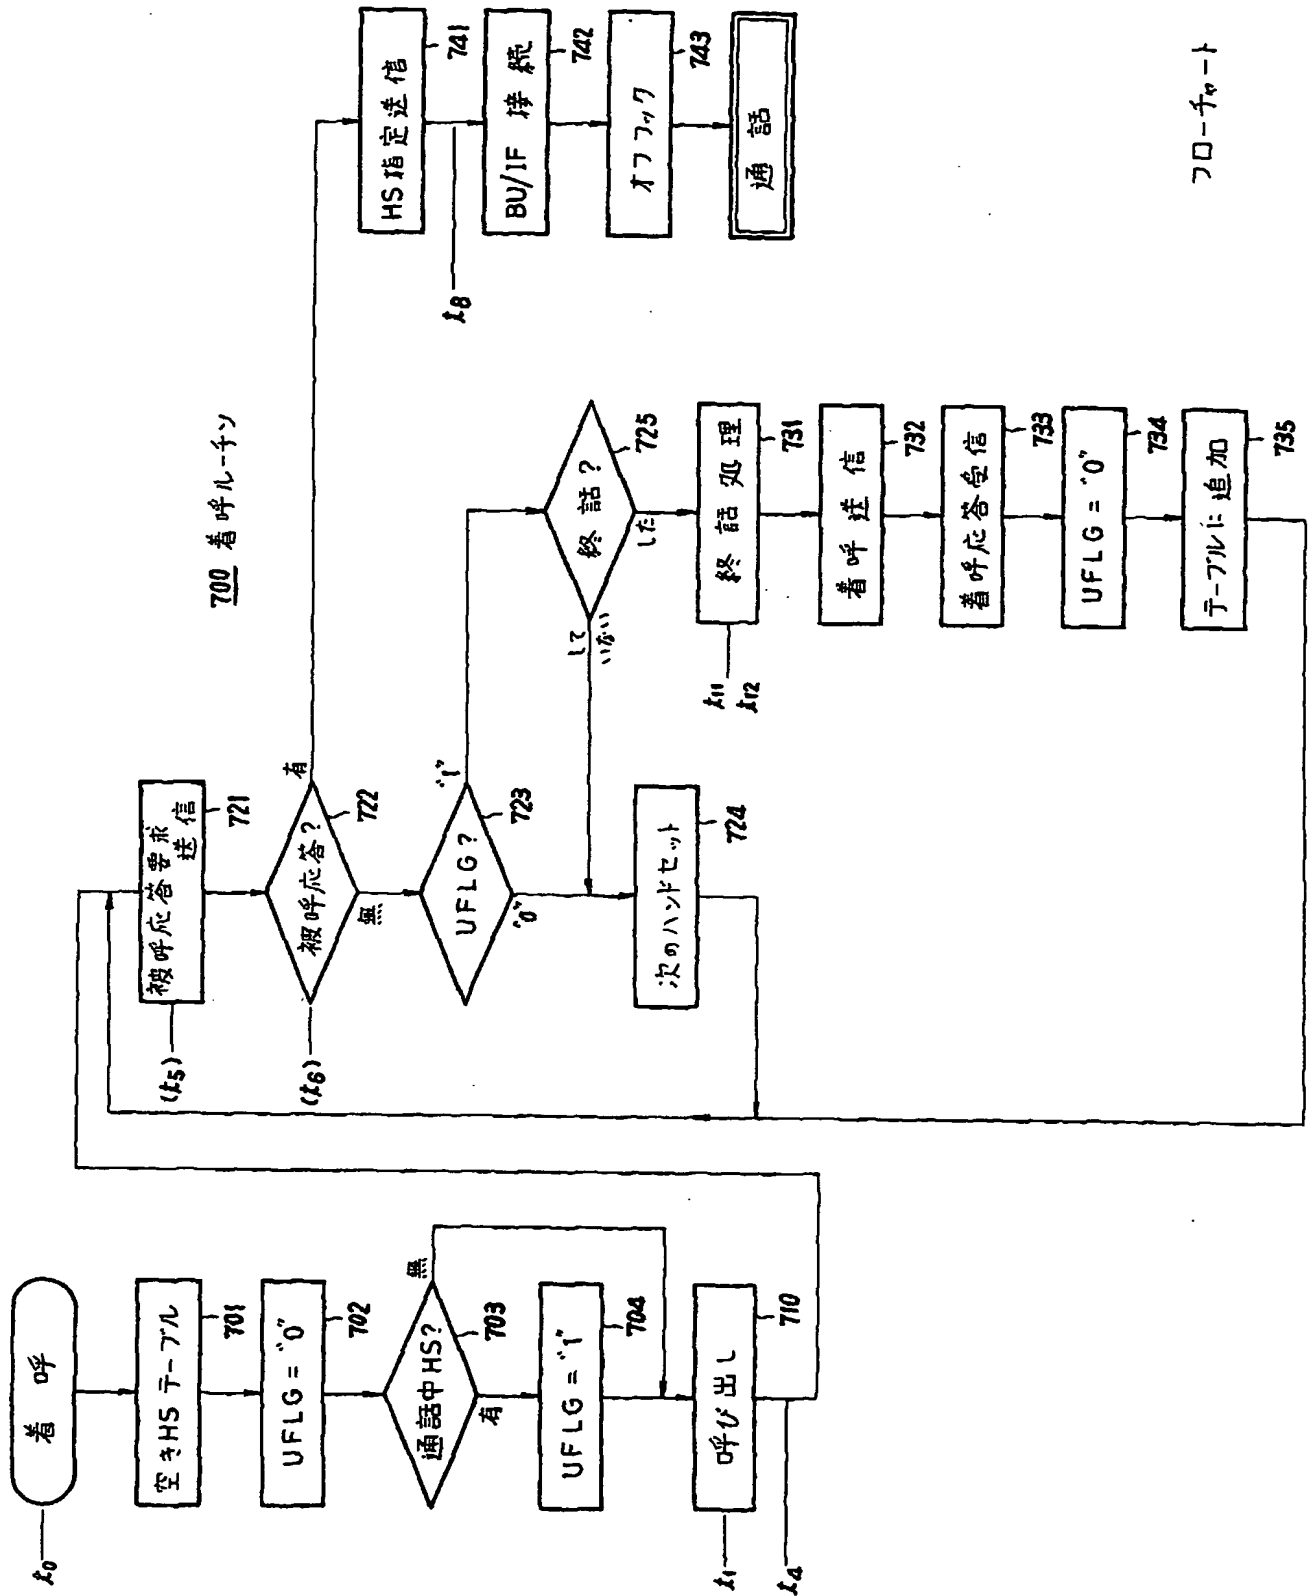 700 着呼ルーチン
t0
着呼
空きHSテーブル
701
UFLG = "0"
702
通話中HS?
703
無
有
UFLG = "1"
704
t1
呼び出し
710
t4
(t5)
被呼応答要求
送信
721
(t6)
被呼応答?
722
有
無
UFLG?
723
"1"
"0"
次のハンドセット
724
終話?
725
して
いない
した
t11
t12
終話処理
731
着呼送信
732
着呼応答受信
733
UFLG = "0"
734
テーブルに追加
735
HS指定送信
741
t8
BU/IF 接続
742
オフフック
743
通話
フローチャート